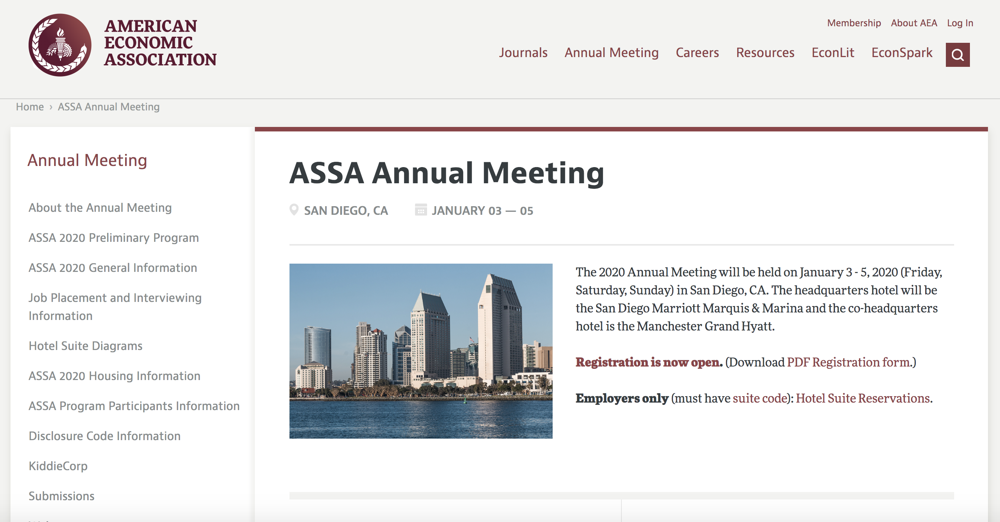 AMERICAN
ECONOMIC
ASSOCIATION
Membership About AEA Log In
Journals Annual Meeting Careers Resources EconLit EconSpark
Home › ASSA Annual Meeting
Annual Meeting
About the Annual Meeting
ASSA 2020 Preliminary Program
ASSA 2020 General Information
Job Placement and Interviewing
Information
Hotel Suite Diagrams
ASSA 2020 Housing Information
ASSA Program Participants Information
Disclosure Code Information
KiddieCorp
Submissions
ASSA Annual Meeting
SAN DIEGO, CA JANUARY 03 — 05
The 2020 Annual Meeting will be held on January 3 - 5, 2020 (Friday,
Saturday, Sunday) in San Diego, CA. The headquarters hotel will be
the San Diego Marriott Marquis & Marina and the co-headquarters
hotel is the Manchester Grand Hyatt.
Registration is now open. (Download PDF Registration form.)
Employers only (must have suite code): Hotel Suite Reservations.